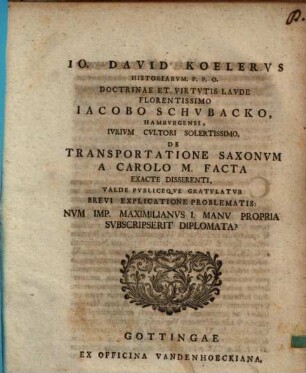 IO. DAVID KOELERVS
HISTORIARVM. P. P. O.
DOCTRINAE ET VIRTVTIS LAVDE
FLORENTISSIMO
IACOBO SCHVBACKO,
HAMBVRGENSI,
IVRIVM CVLTORI SOLERTISSIMO,
DE
TRANSPORTATIONE SAXONVM
A CAROLO M. FACTA
EXACTE DISSERENTI,
VALDE PVBLICEQVE GRATVLATVR
BREVI EXPLICATIONE PROBLEMATIS:
NVM IMP. MAXIMILIANVS I. MANV PROPRIA
SVBSCRIPSERIT DIPLOMATA?
GOTTINGAE
EX OFFICINA VANDENHOECKIANA,